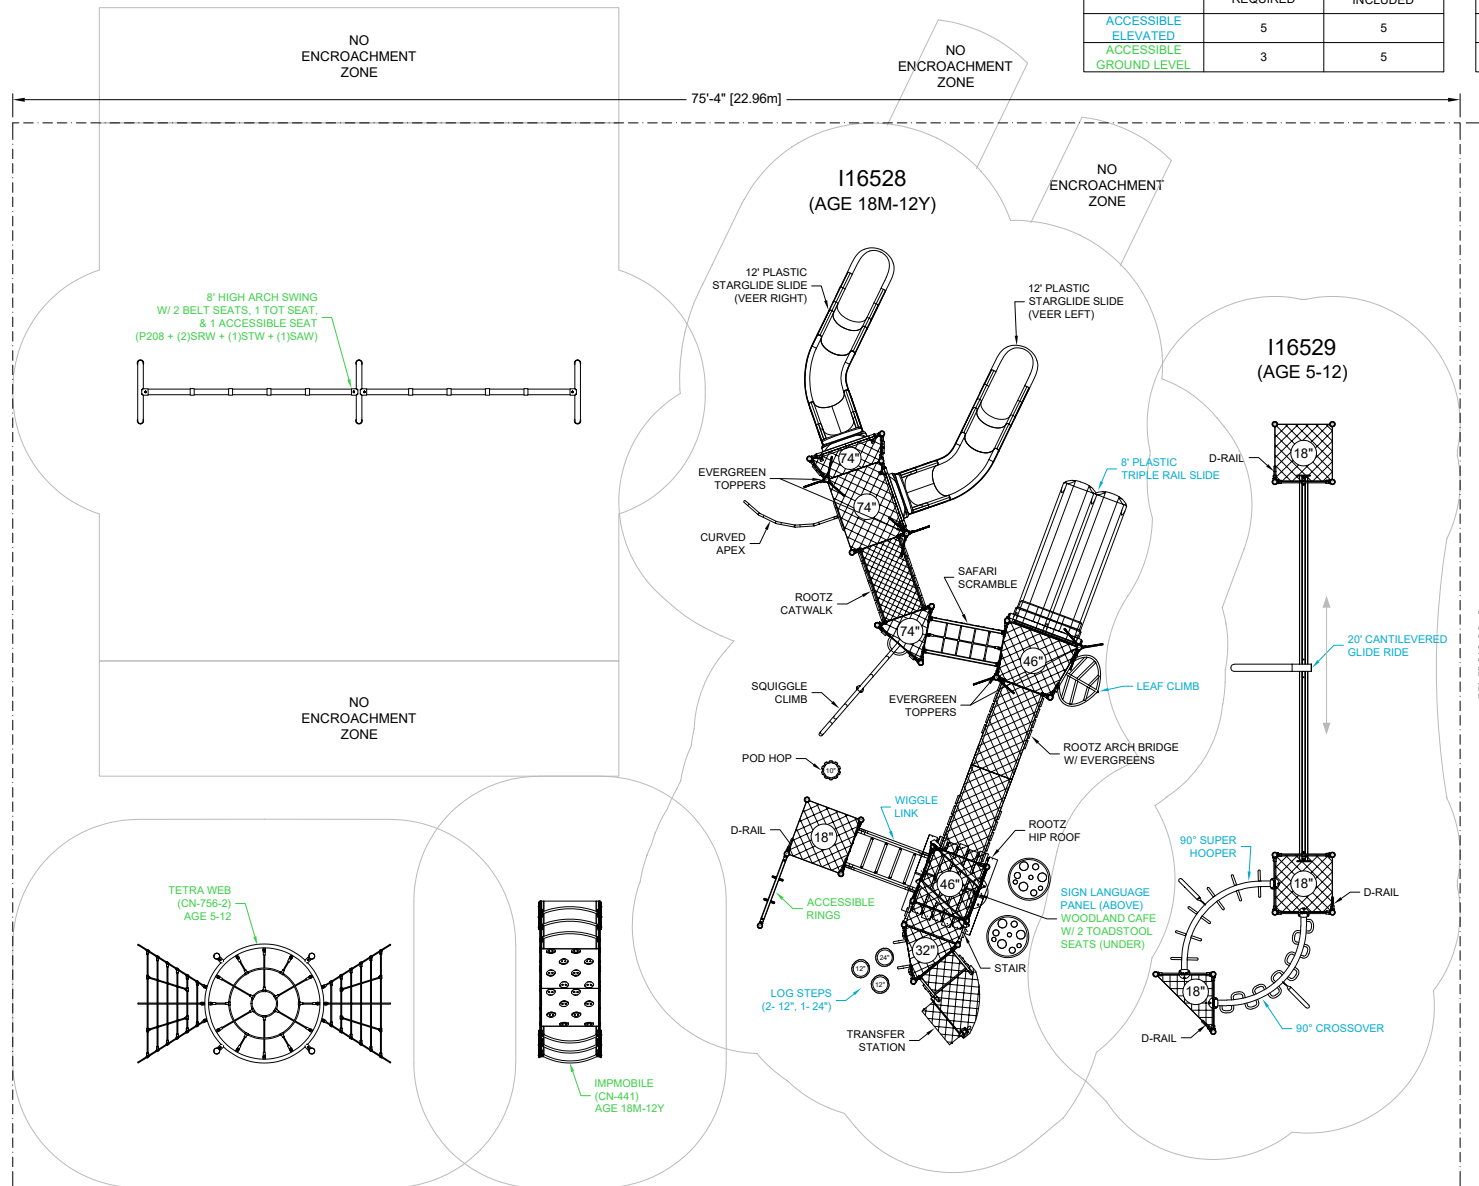 REQUIRED
INCLUDED
ACCESSIBLE
ELEVATED
5
5
ACCESSIBLE
GROUND LEVEL
3
5
NO
ENCROACHMENT
ZONE
NO
ENCROACHMENT
ZONE
75'-4" [22.96m]
NO
ENCROACHMENT
ZONE
I16528
(AGE 18M-12Y)
12' PLASTIC
STARGLIDE SLIDE
(VEER RIGHT)
12' PLASTIC
STARGLIDE SLIDE
(VEER LEFT)
8' HIGH ARCH SWING
W/ 2 BELT SEATS, 1 TOT SEAT,
& 1 ACCESSIBLE SEAT
(P208 + (2)SRW + (1)STW + (1)SAW)
I16529
(AGE 5-12)
74"
EVERGREEN
TOPPERS
74"
8' PLASTIC
TRIPLE RAIL SLIDE
D-RAIL
18"
CURVED
APEX
SAFARI
SCRAMBLE
ROOTZ
CATWALK
74"
46"
20' CANTILEVERED
GLIDE RIDE
SQUIGGLE
CLIMB
EVERGREEN
TOPPERS
LEAF CLIMB
NO
ENCROACHMENT
ZONE
ROOTZ ARCH BRIDGE
W/ EVERGREENS
POD HOP
10"
WIGGLE
LINK
D-RAIL
18"
ROOTZ
HIP ROOF
90° SUPER
HOOPER
46"
18"
D-RAIL
TETRA WEB
(CN-756-2)
AGE 5-12
ACCESSIBLE
RINGS
SIGN LANGUAGE
PANEL (ABOVE)
WOODLAND CAFE
W/ 2 TOADSTOOL
SEATS (UNDER)
32"
24"
12"
12"
STAIR
LOG STEPS
(2- 12", 1- 24")
18"
TRANSFER
STATION
D-RAIL
90° CROSSOVER
IMPMOBILE
(CN-441)
AGE 18M-12Y